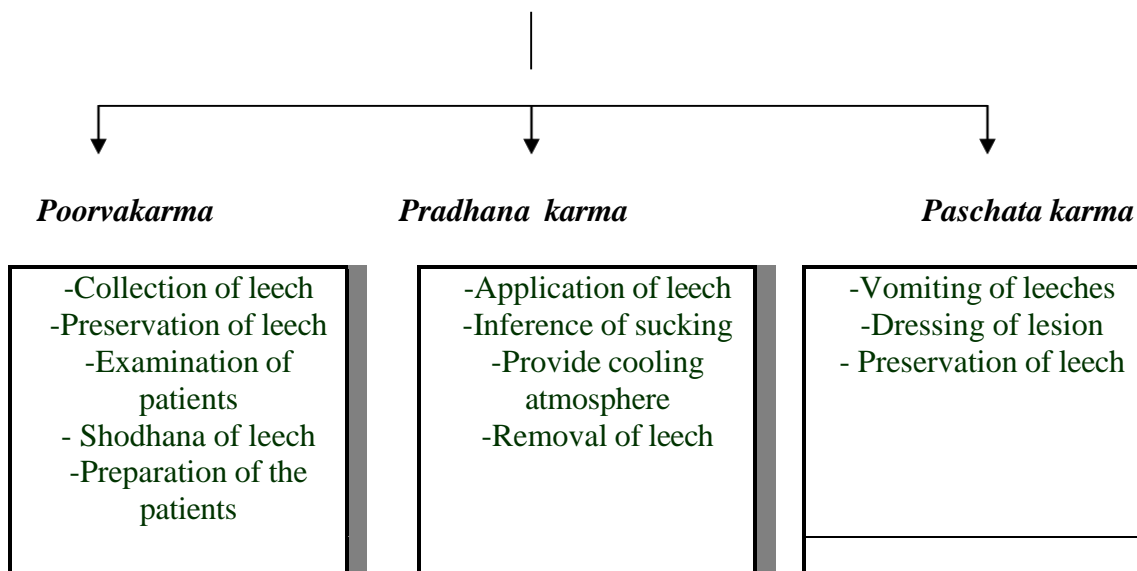 Poorvakarma
Pradhana karma
Paschata karma
-Collection of leech
-Preservation of leech
-Examination of
patients
- Shodhana of leech
-Preparation of the
patients
-Application of leech
-Inference of sucking
-Provide cooling
atmosphere
-Removal of leech
-Vomiting of leeches
-Dressing of lesion
- Preservation of leech